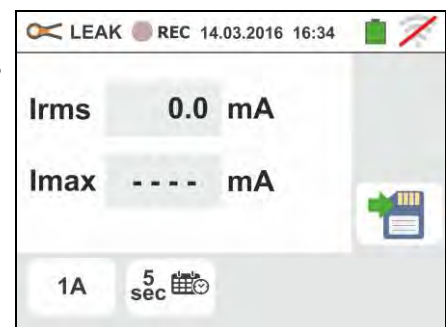 LEAK REC 14.03.2016 16:34
Irms 0.0 mA
Imax ---- mA
1A 5 sec